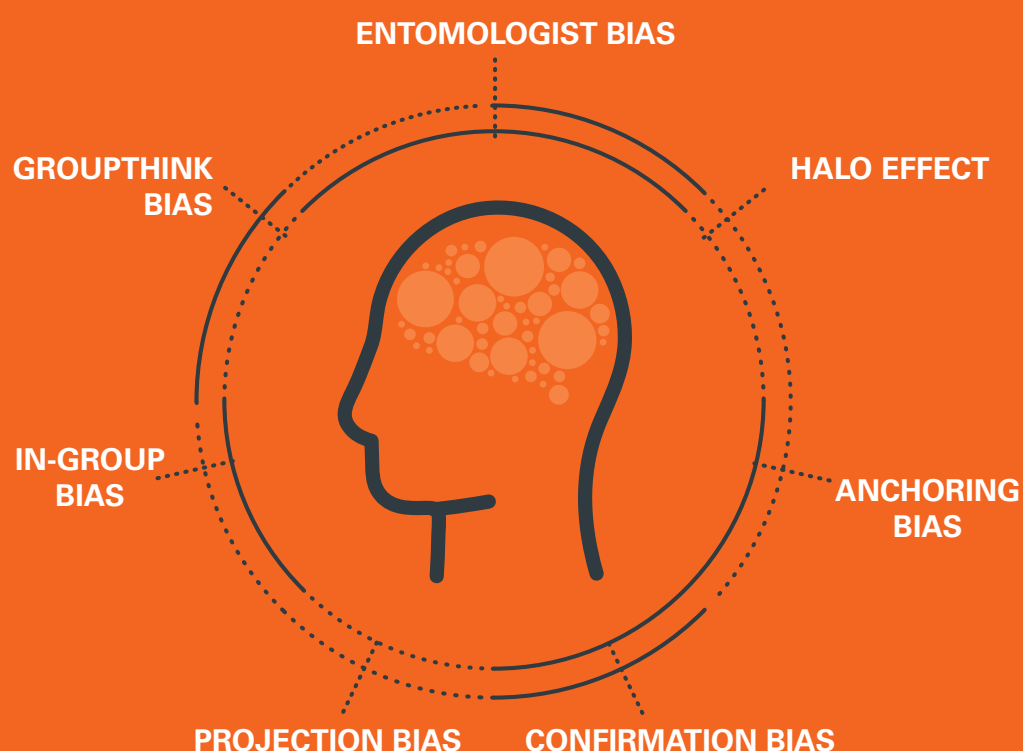 ENTOMOLOGIST BIAS
GROUPTHINK
BIAS
HALO EFFECT
IN-GROUP
BIAS
ANCHORING
BIAS
PROJECTION BIAS
CONFIRMATION BIAS